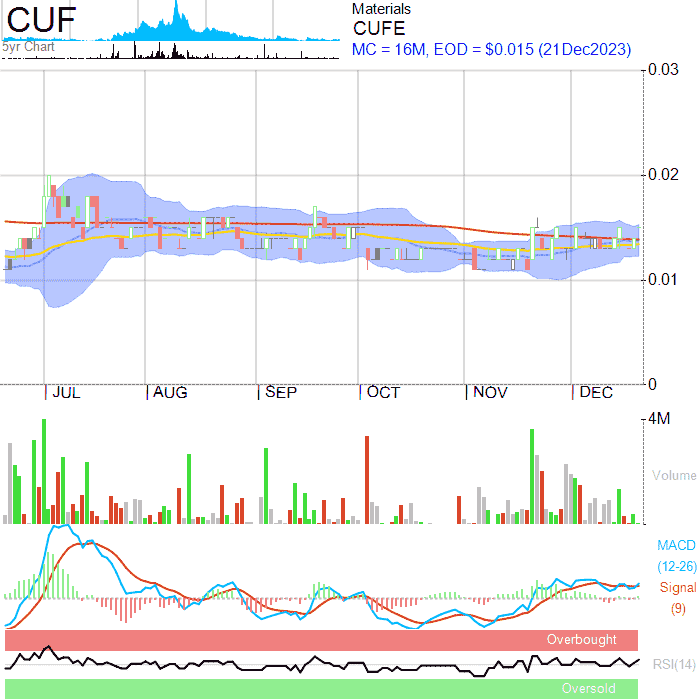 CUF
5yr Chart
Materials
CUFE
MC = 16M, EOD = $0.015 (21Dec2023)
0.03
0.02
0.01
0
JUL AUG SEP OCT NOV DEC
4M
Volume
MACD
(12-26)
Signal
(9)
Overbought
RSI(14)
Oversold